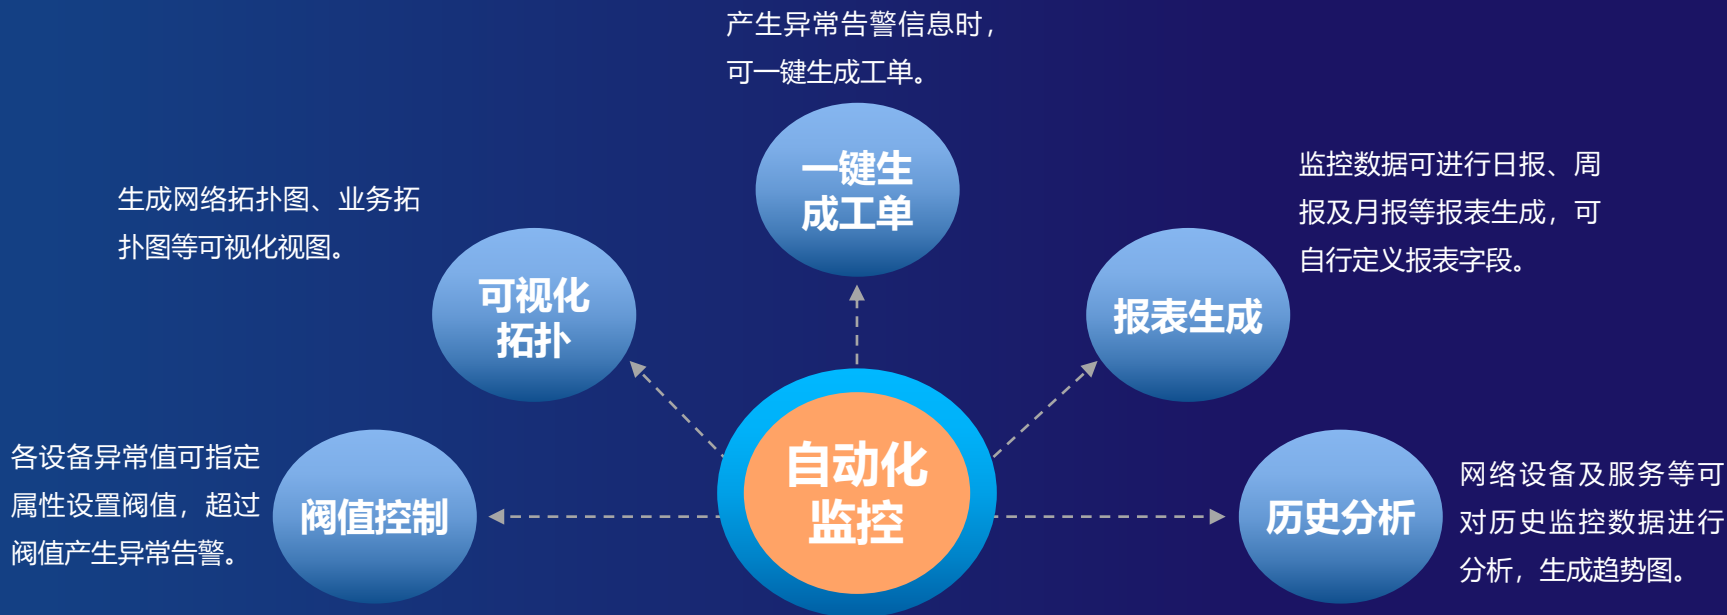 产生异常告警信息时，
可一键生成工单。
一键生
成工单
生成网络拓扑图、业务拓
扑图等可视化视图。
可视化
拓扑
监控数据可进行日报、周
报及月报等报表生成，可
自行定义报表字段。
报表生成
各设备异常值可指定
属性设置阀值，超过
阀值产生异常告警。
阀值控制
自动化
监控
历史分析
网络设备及服务等可
对历史监控数据进行
分析，生成趋势图。